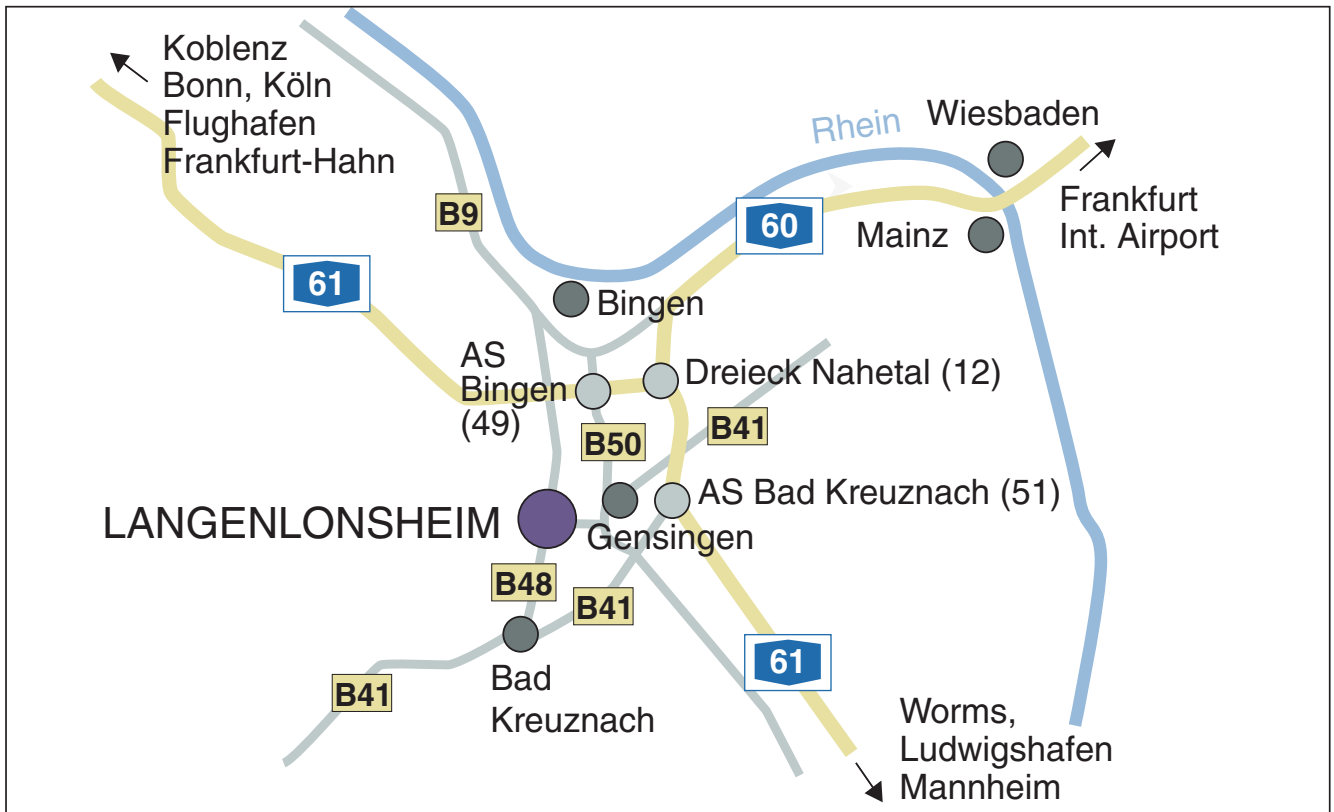 Koblenz
Bonn, Köln
Flughafen
Frankfurt-Hahn
Rhein
Wiesbaden
B9
60
Mainz
Frankfurt
Int. Airport
61
Bingen
AS
Bingen
(49)
Dreieck Nahetal (12)
B50
B41
AS Bad Kreuznach (51)
LANGENLONSHEIM
Gensingen
B48
B41
61
B41
Bad
Kreuznach
Worms,
Ludwigshafen
Mannheim